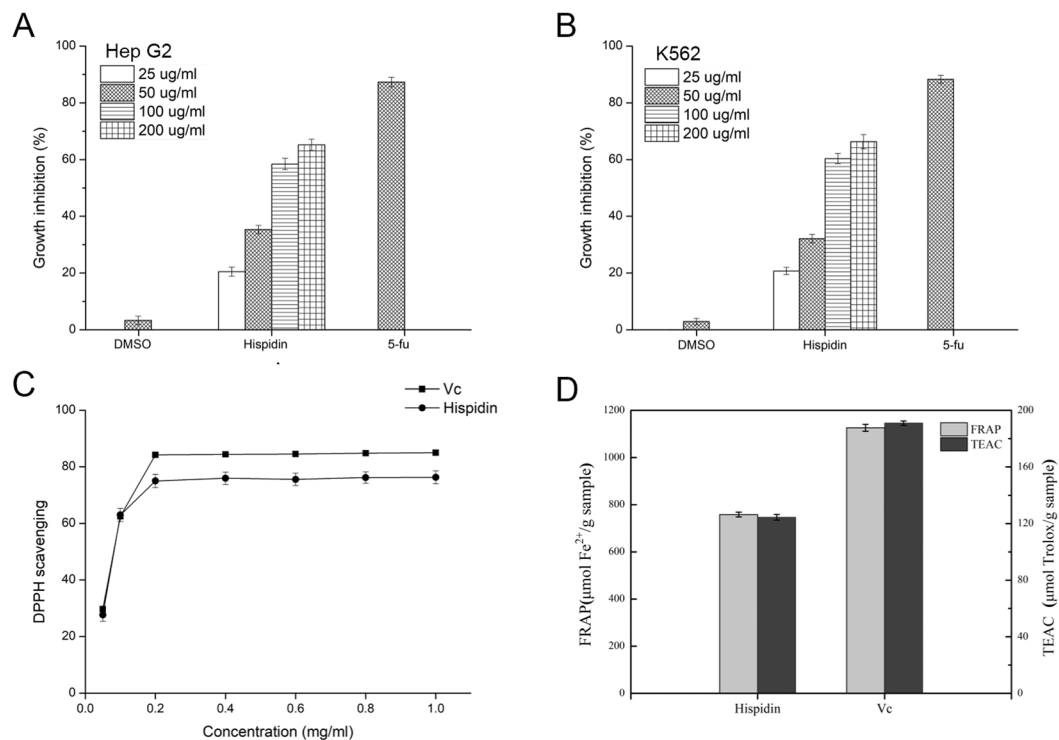 A
Hep G2
25 ug/ml
50 ug/ml
100 ug/ml
200 ug/ml
Growth inhibition (%)
100
80
60
40
20
0
DMSO
Hispidin
5-fu
B
K562
25 ug/ml
50 ug/ml
100 ug/ml
200 ug/ml
Growth inhibition (%)
100
80
60
40
20
0
DMSO
Hispidin
5-fu
C
Vc
Hispidin
DPPH scavenging
100
80
60
40
20
0
0.0
0.2
0.4
0.6
0.8
1.0
Concentration (mg/ml)
D
FRAP
TEAC
FRAP(μmol Fe²⁺/g sample)
1200
1000
800
600
400
200
0
Hispidin
Vc
200
160
120
80
40
0
TEAC (μmol Trolox/g sample)